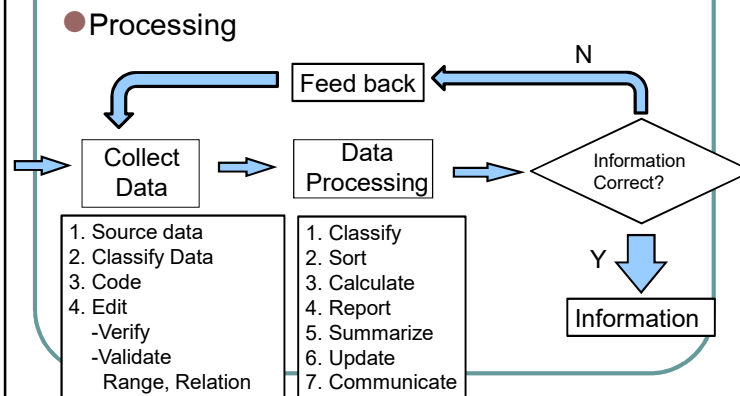 Processing
N
Feed back
Collect
Data
Data
Processing
Information
Correct?
1. Source data
2. Classify Data
3. Code
4. Edit
-Verify
-Validate
Range, Relation
1. Classify
2. Sort
3. Calculate
4. Report
5. Summarize
6. Update
7. Communicate
Y
Information